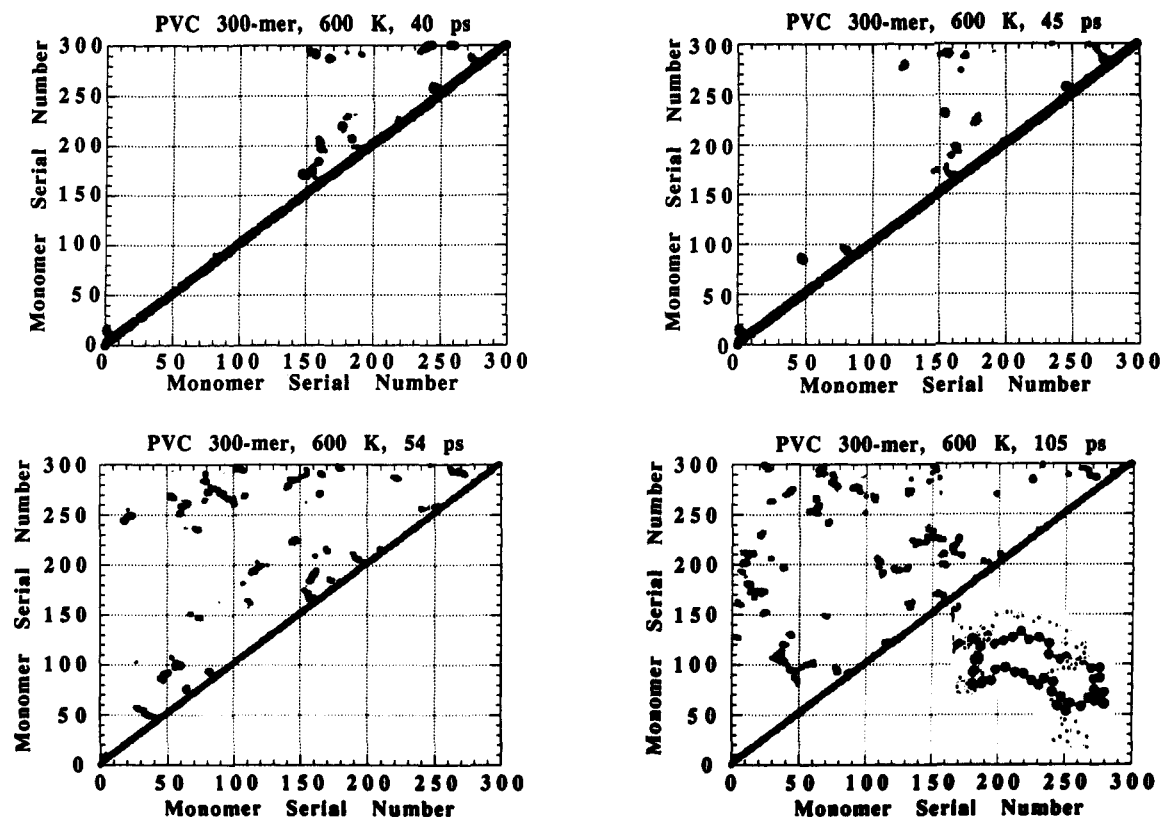 PVC 300-mer, 600 K, 40 ps
Monomer Serial Number
300
250
200
150
100
50
0
0 50 100 150 200 250 300
Monomer Serial Number
PVC 300-mer, 600 K, 45 ps
Monomer Serial Number
300
250
200
150
100
50
0
0 50 100 150 200 250 300
Monomer Serial Number
PVC 300-mer, 600 K, 54 ps
Monomer Serial Number
300
250
200
150
100
50
0
0 50 100 150 200 250 300
Monomer Serial Number
PVC 300-mer, 600 K, 105 ps
Monomer Serial Number
300
250
200
150
100
50
0
0 50 100 150 200 250 300
Monomer Serial Number